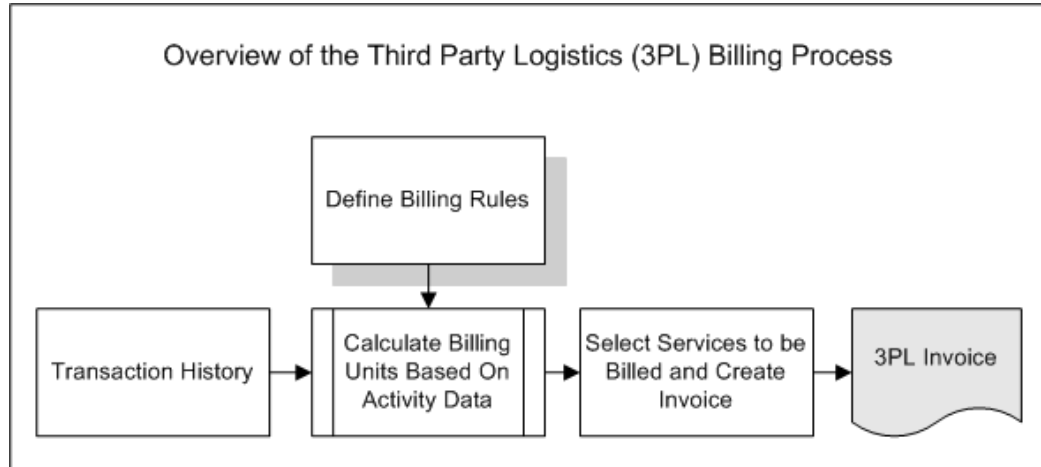 Overview of the Third Party Logistics (3PL) Billing Process
Define Billing Rules
Transaction History
Calculate Billing
Units Based On
Activity Data
Select Services to be
Billed and Create
Invoice
3PL Invoice